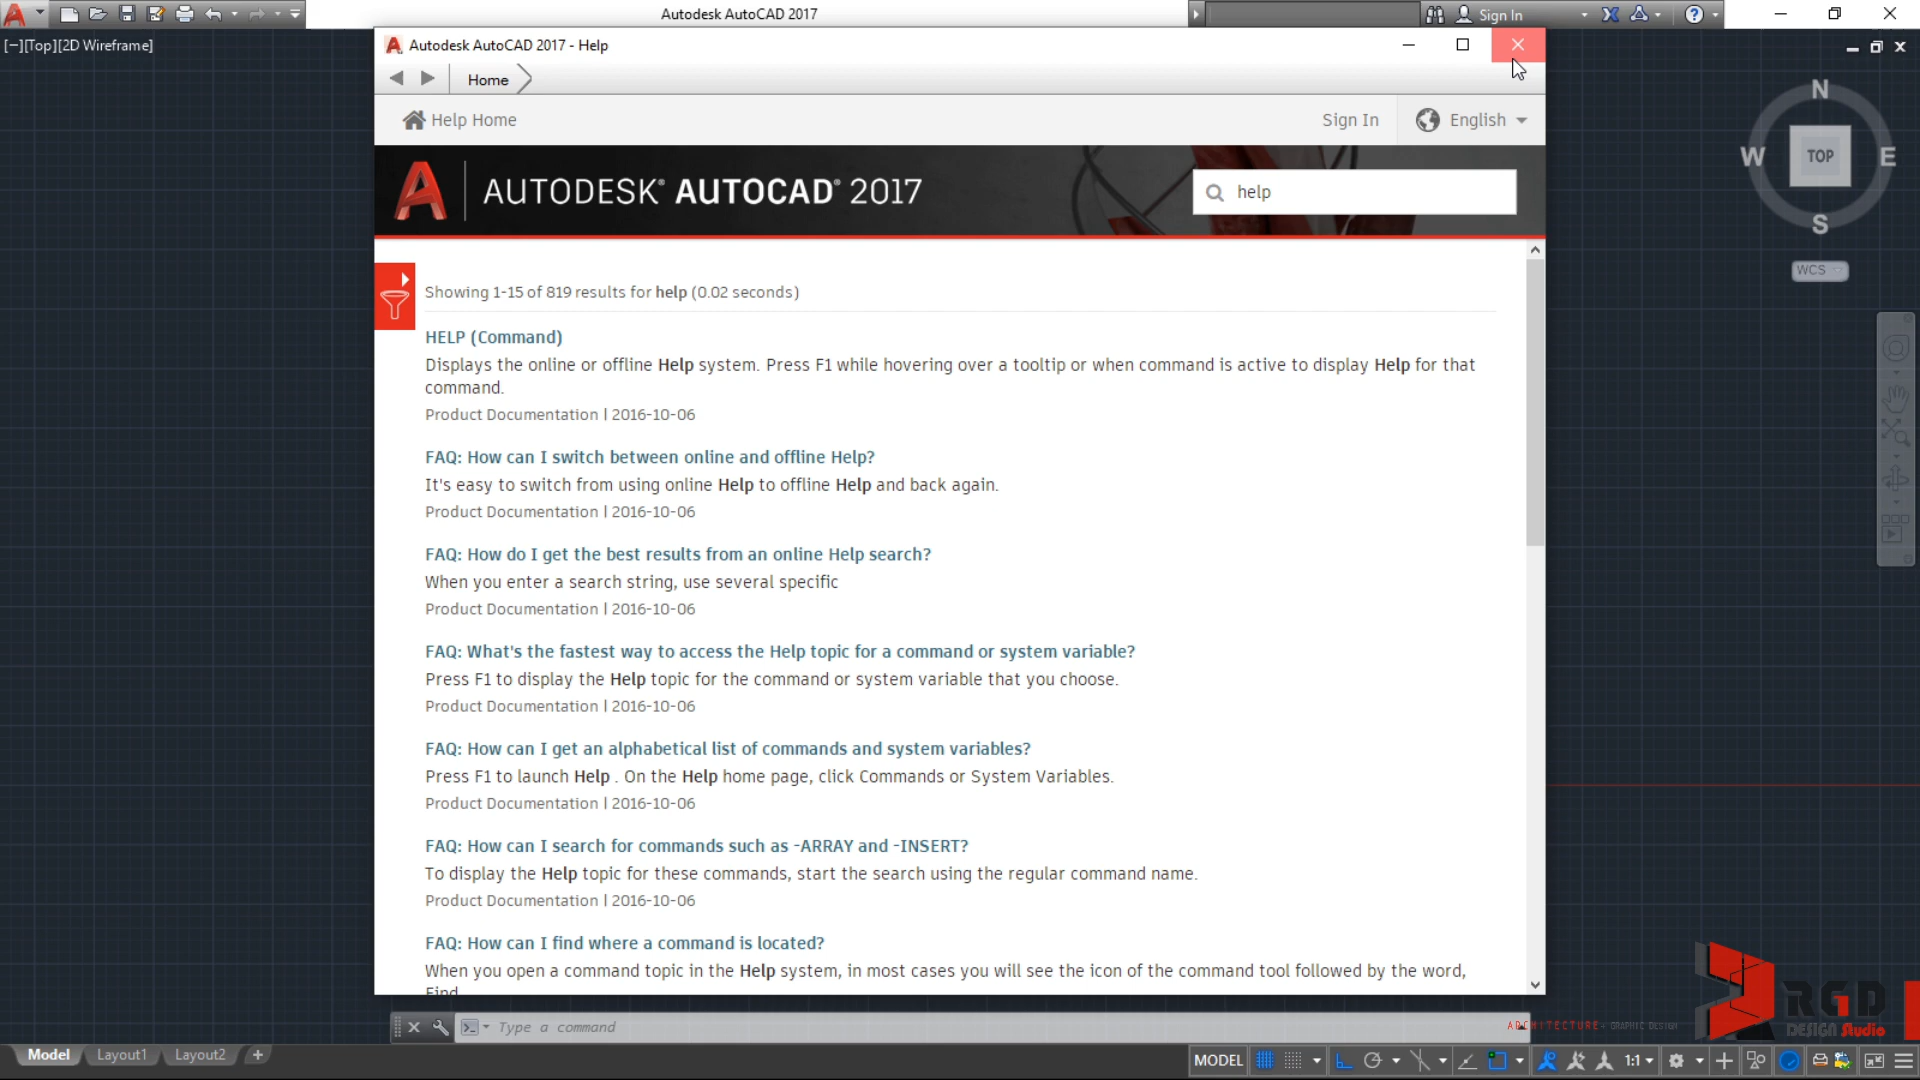 Autodesk AutoCAD 2017
Sign In
[−][Top][2D Wireframe]
Autodesk AutoCAD 2017 - Help
Home
Help Home
Sign In
English
AUTODESK® AUTOCAD® 2017
help
N
W
TOP
E
S
WCS
Showing 1-15 of 819 results for help (0.02 seconds)
HELP (Command)
Displays the online or offline Help system. Press F1 while hovering over a tooltip or when command is active to display Help for that
command.
Product Documentation | 2016-10-06
FAQ: How can I switch between online and offline Help?
It's easy to switch from using online Help to offline Help and back again.
Product Documentation | 2016-10-06
FAQ: How do I get the best results from an online Help search?
When you enter a search string, use several specific
Product Documentation | 2016-10-06
FAQ: What's the fastest way to access the Help topic for a command or system variable?
Press F1 to display the Help topic for the command or system variable that you choose.
Product Documentation | 2016-10-06
FAQ: How can I get an alphabetical list of commands and system variables?
Press F1 to launch Help . On the Help home page, click Commands or System Variables.
Product Documentation | 2016-10-06
FAQ: How can I search for commands such as -ARRAY and -INSERT?
To display the Help topic for these commands, start the search using the regular command name.
Product Documentation | 2016-10-06
FAQ: How can I find where a command is located?
When you open a command topic in the Help system, in most cases you will see the icon of the command tool followed by the word,
Find
Type a command
RGD
DESIGN Studio
ARCHITECTURE + GRAPHIC DESIGN
Model
Layout1
Layout2
+
MODEL
1:1